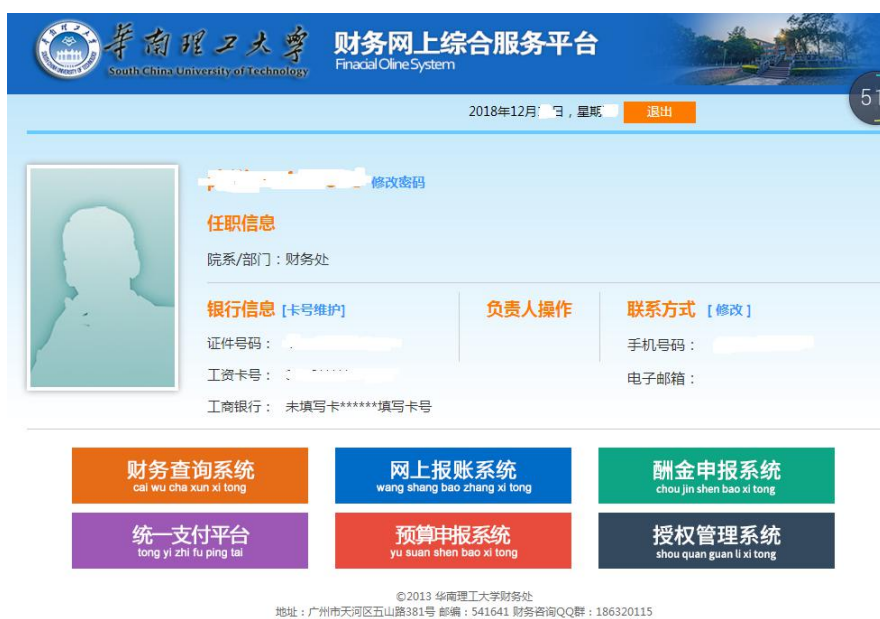 华南理工大学
South China University of Technology
财务网上综合服务平台
Finacial Oline System
51
2018年12月 日，星期 退出
修改密码
任职信息
院系/部门：财务处
银行信息 [卡号维护]
证件号码：
工资卡号：
工商银行： 未填写卡******填写卡号
负责人操作
联系方式 [ 修改 ]
手机号码：
电子邮箱：
财务查询系统
cai wu cha xun xi tong
网上报账系统
wang shang bao zhang xi tong
酬金申报系统
chou jin shen bao xi tong
统一支付平台
tong yi zhi fu ping tai
预算申报系统
yu suan shen bao xi tong
授权管理系统
shou quan guan li xi tong
©2013 华南理工大学财务处
地址：广州市天河区五山路381号 邮编：541641 财务咨询QQ群：186320115